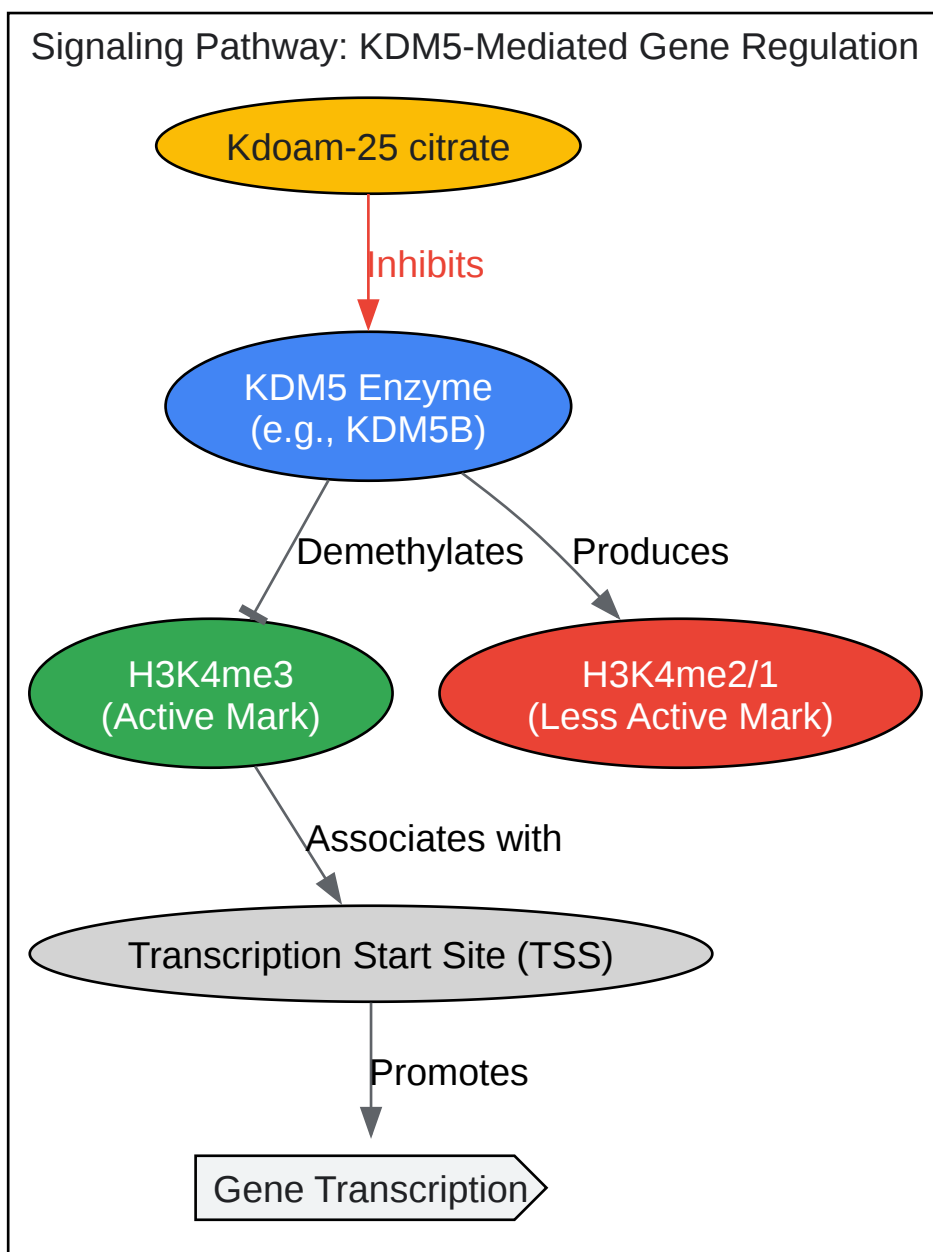 Signaling Pathway: KDM5-Mediated Gene Regulation
Kdoam-25 citrate
Inhibits
KDM5 Enzyme
(e.g., KDM5B)
Demethylates
Produces
H3K4me3
(Active Mark)
H3K4me2/1
(Less Active Mark)
Associates with
Transcription Start Site (TSS)
Promotes
Gene Transcription